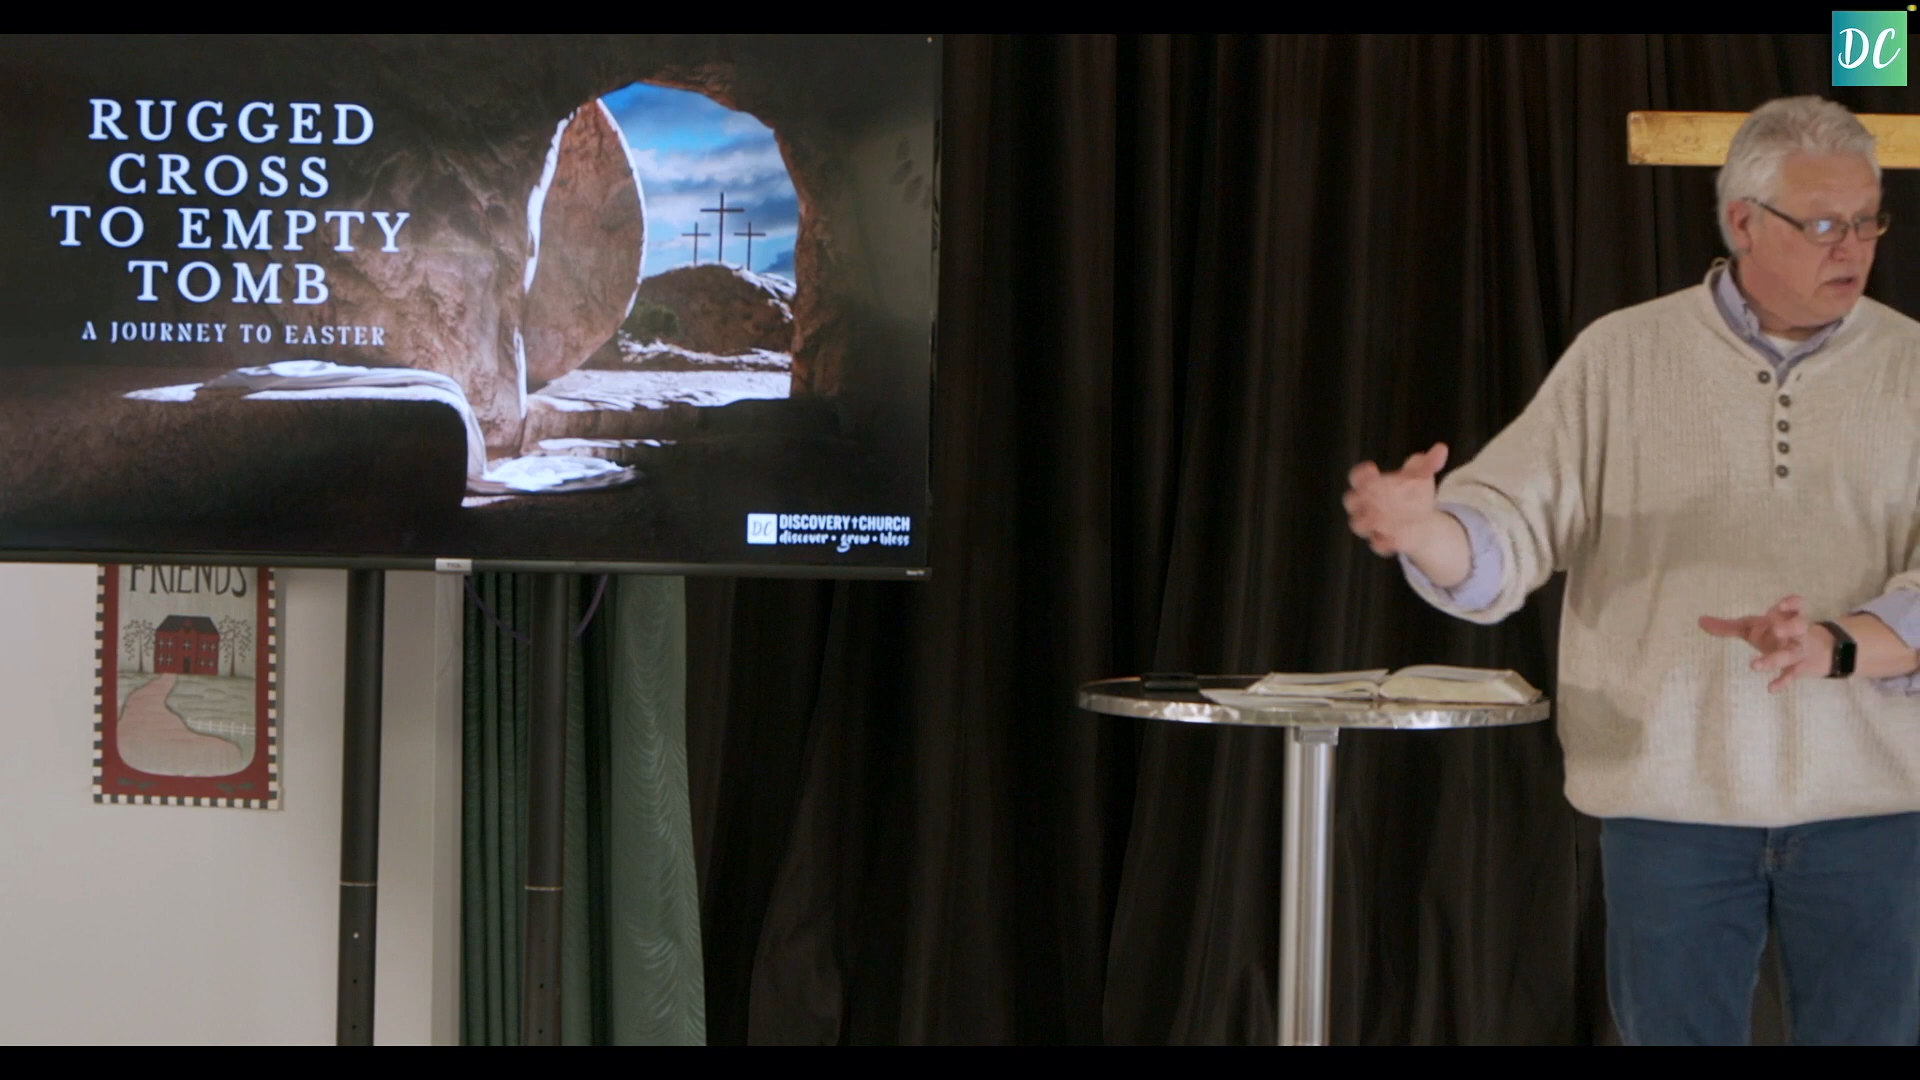 DC
RUGGED
CROSS
TO EMPTY
TOMB
A JOURNEY TO EASTER
DC DISCOVERY CHURCH
discover • grow • bless
FRIENDS